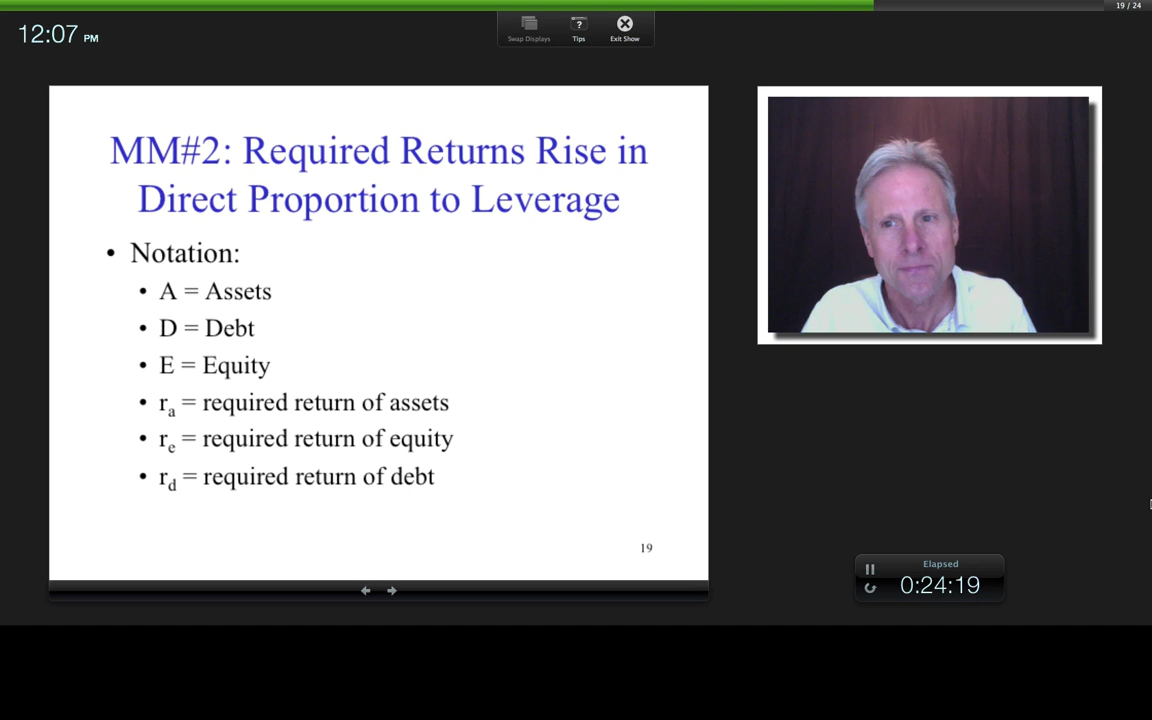 19 / 24
12:07 PM
Swap Displays
Tips
Exit Show
MM#2: Required Returns Rise in
Direct Proportion to Leverage
• Notation:
• A = Assets
• D = Debt
• E = Equity
• ra = required return of assets
• re = required return of equity
• rd = required return of debt
19
Elapsed
0:24:19